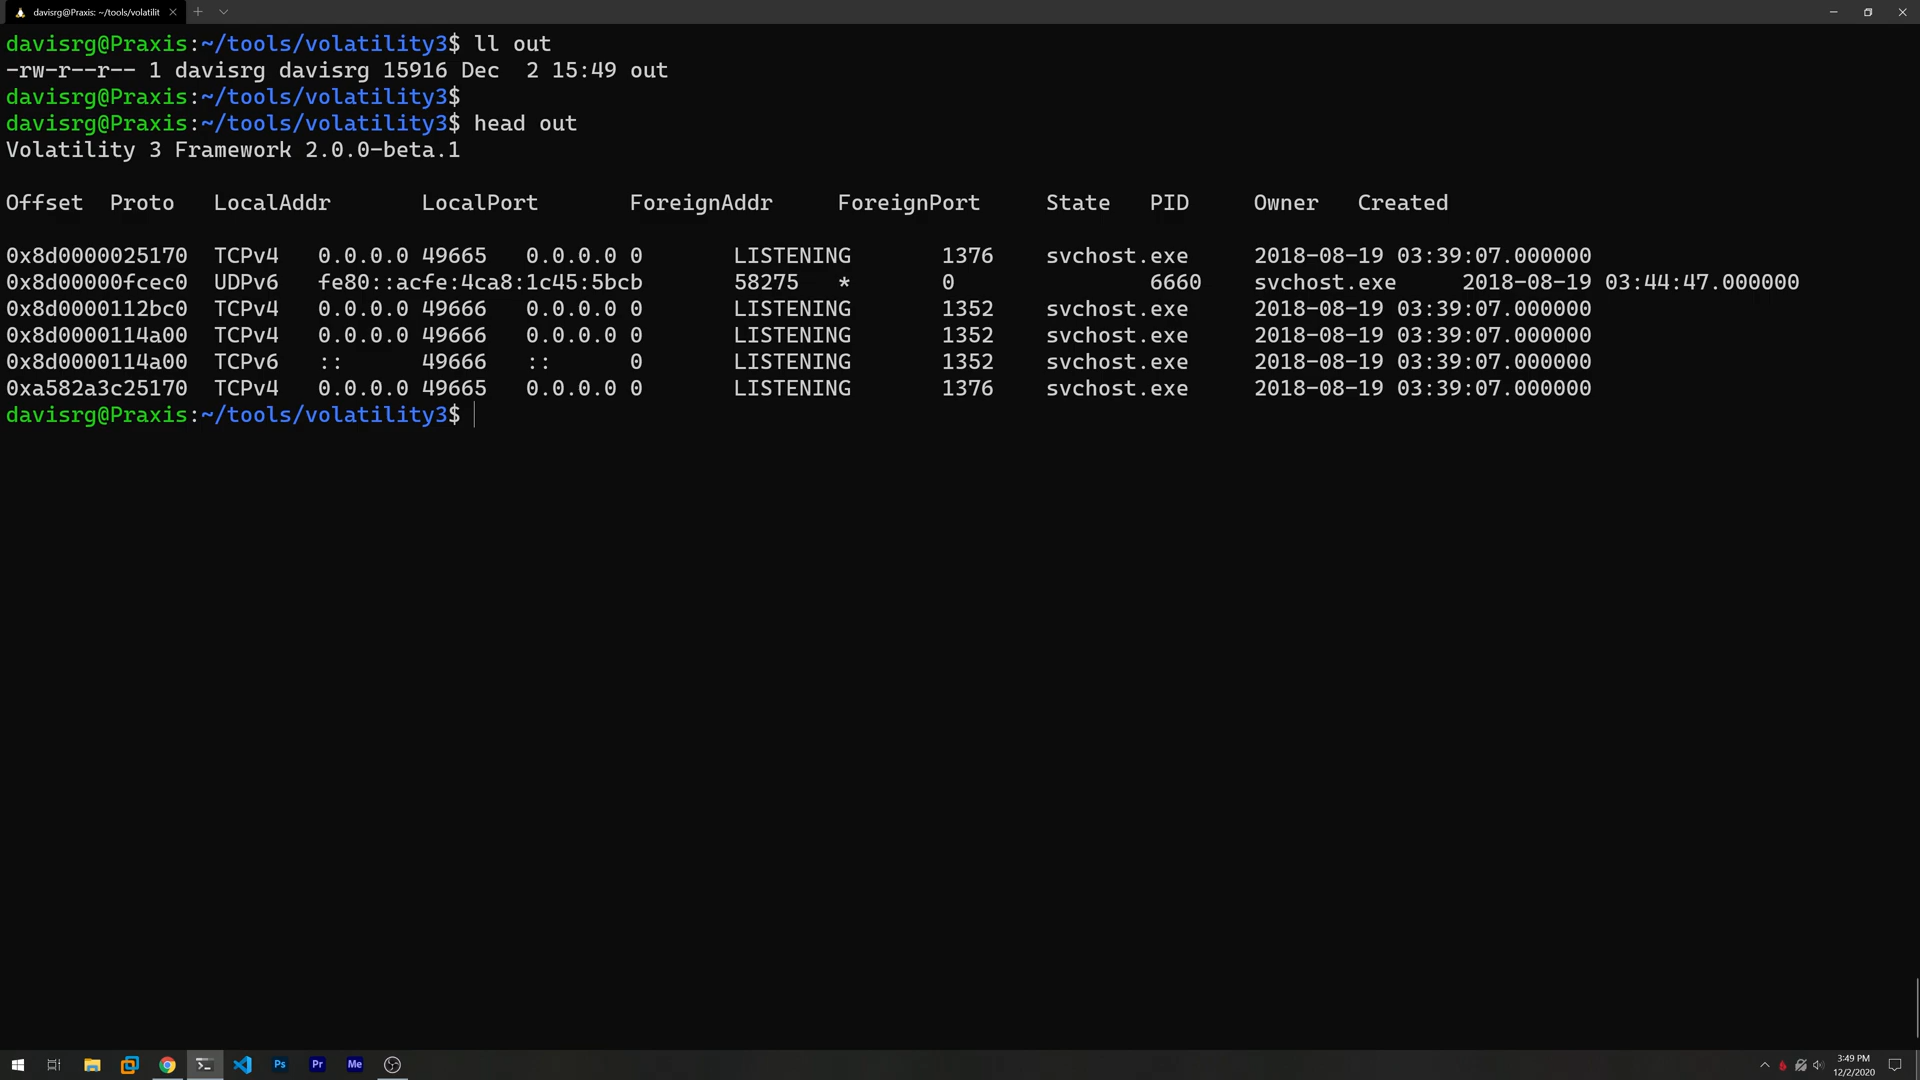 davisrg@Praxis: ~/tools/volatilit
davisrg@Praxis:~/tools/volatility3$ ll out
-rw-r--r-- 1 davisrg davisrg 15916 Dec  2 15:49 out
davisrg@Praxis:~/tools/volatility3$
davisrg@Praxis:~/tools/volatility3$ head out
Volatility 3 Framework 2.0.0-beta.1
Offset  Proto   LocalAddr       LocalPort       ForeignAddr     ForeignPort     State   PID     Owner   Created
0x8d0000025170  TCPv4   0.0.0.0 49665   0.0.0.0 0       LISTENING       1376    svchost.exe     2018-08-19 03:39:07.000000
0x8d00000fcec0  UDPv6   fe80::acfe:4ca8:1c45:5bcb       58275   *       0               6660    svchost.exe     2018-08-19 03:44:47.000000
0x8d0000112bc0  TCPv4   0.0.0.0 49666   0.0.0.0 0       LISTENING       1352    svchost.exe     2018-08-19 03:39:07.000000
0x8d0000114a00  TCPv4   0.0.0.0 49666   0.0.0.0 0       LISTENING       1352    svchost.exe     2018-08-19 03:39:07.000000
0x8d0000114a00  TCPv6   ::      49666   ::      0       LISTENING       1352    svchost.exe     2018-08-19 03:39:07.000000
0xa582a3c25170  TCPv4   0.0.0.0 49665   0.0.0.0 0       LISTENING       1376    svchost.exe     2018-08-19 03:39:07.000000
davisrg@Praxis:~/tools/volatility3$
Ps Pr Me
3:49 PM
12/2/2020